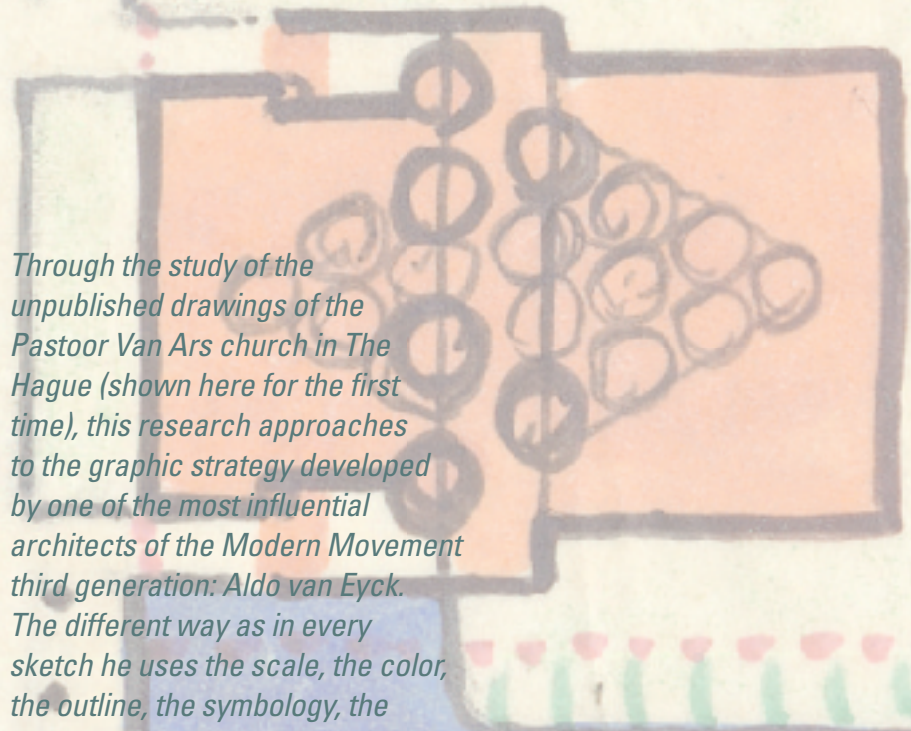 Through the study of the
unpublished drawings of the
Pastoor Van Ars church in The
Hague (shown here for the first
time), this research approaches
to the graphic strategy developed
by one of the most influential
architects of the Modern Movement
third generation: Aldo van Eyck.
The different way as in every
sketch he uses the scale, the color,
the outline, the symbology, the